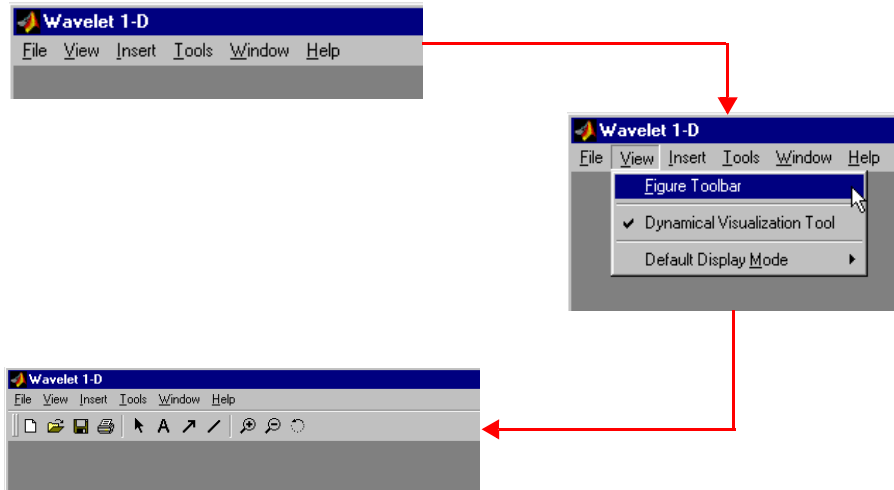 Wavelet 1-D
File View Insert Tools Window Help
Wavelet 1-D
File View Insert Tools Window Help
Figure Toolbar
Dynamical Visualization Tool
Default Display Mode
Wavelet 1-D
File View Insert Tools Window Help
A